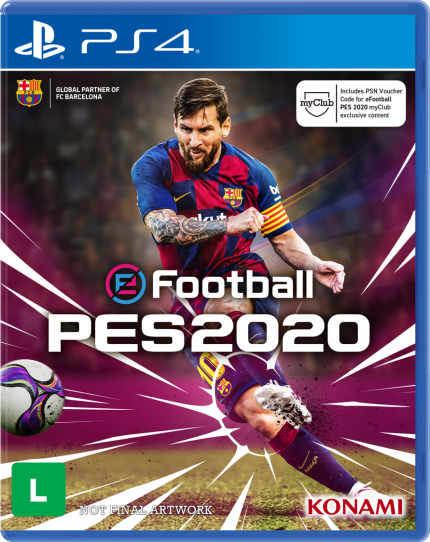 PS4
GLOBAL PARTNER OF
FC BARCELONA
myClub
Includes PSN Voucher
Code for eFootball
PES 2020 myClub
exclusive content
Football
PES2020
10
L
NOT FINAL ARTWORK
KONAMI